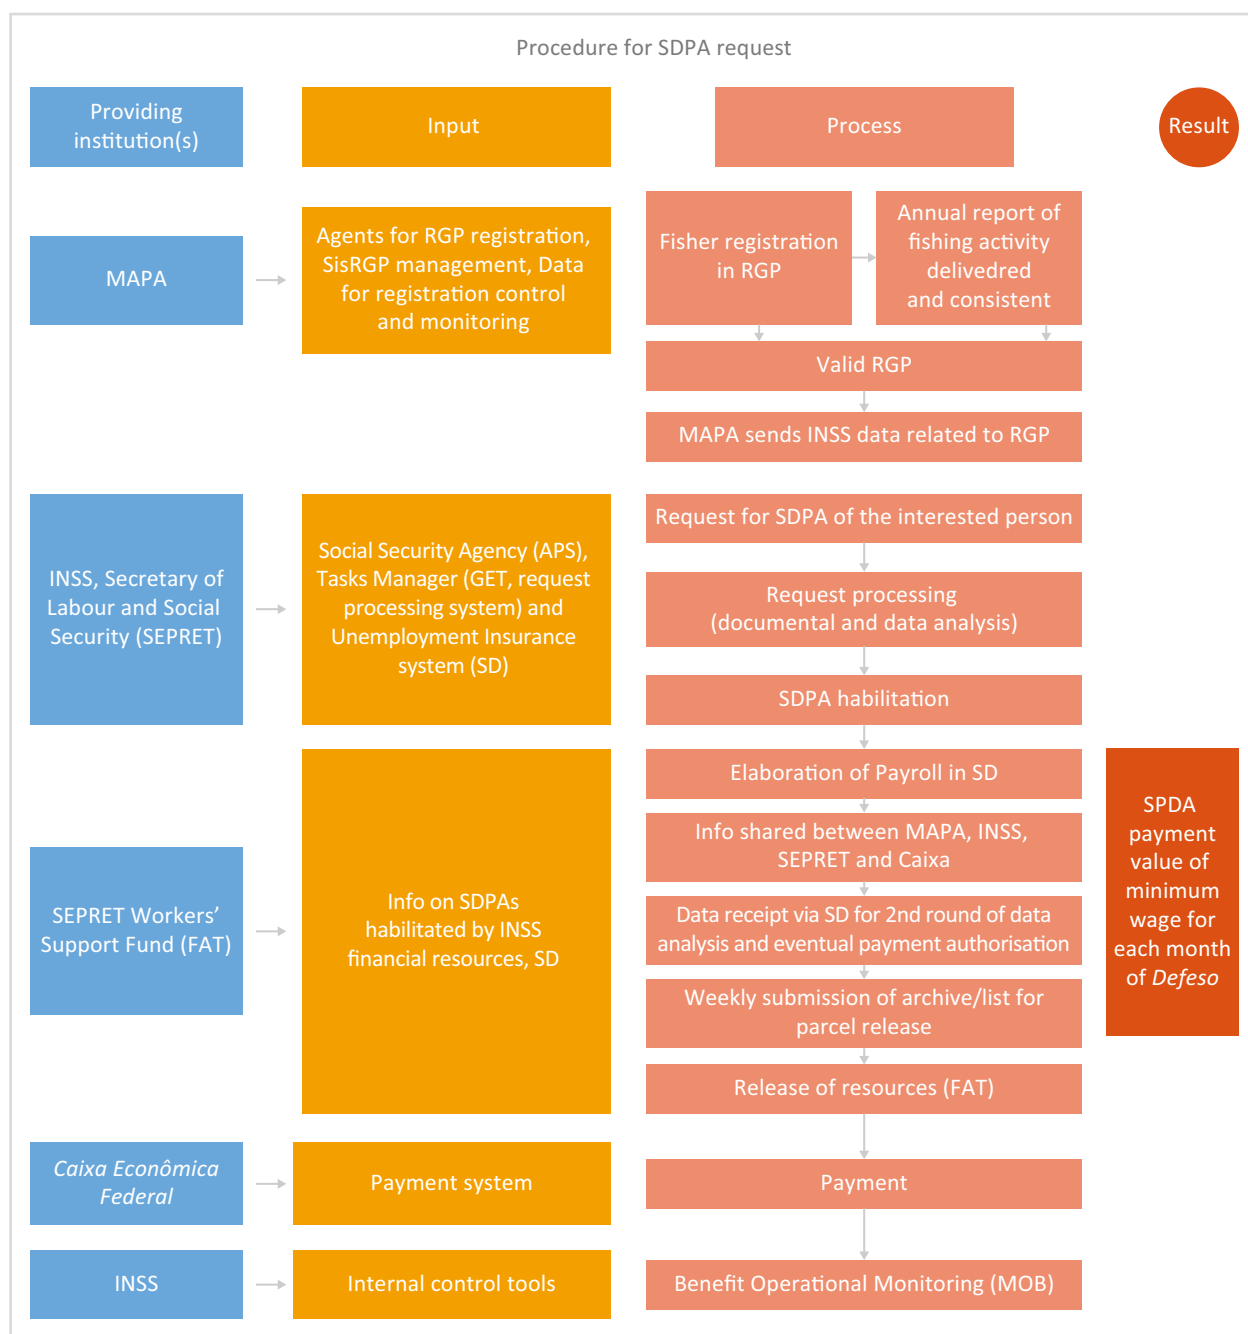 Procedure for SDPA request
Providing
institution(s)
Input
Process
Result
MAPA
Agents for RGP registration,
SisRGP management, Data
for registration control
and monitoring
Fisher registration
in RGP
Annual report of
fishing activity
delivedred
and consistent
Valid RGP
MAPA sends INSS data related to RGP
INSS, Secretary of
Labour and Social
Security (SEPRET)
Social Security Agency (APS),
Tasks Manager (GET, request
processing system) and
Unemployment Insurance
system (SD)
Request for SDPA of the interested person
Request processing
(documental and data analysis)
SDPA habilitation
SEPRET Workers’
Support Fund (FAT)
Info on SDPAs
habilitated by INSS
financial resources, SD
Elaboration of Payroll in SD
Info shared between MAPA, INSS,
SEPRET and Caixa
Data receipt via SD for 2nd round of data
analysis and eventual payment authorisation
Weekly submission of archive/list for
parcel release
Release of resources (FAT)
SPDA
payment
value of
minimum
wage for
each month
of Defeso
Caixa Econômica
Federal
Payment system
Payment
INSS
Internal control tools
Benefit Operational Monitoring (MOB)